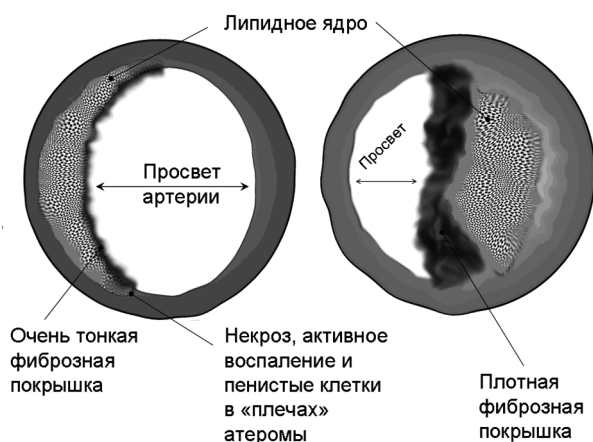 Липидное ядро
Просвет
артерии
Просвет
Очень тонкая
фиброзная
покрышка
Некроз, активное
воспаление и
пенистые клетки
в «плечах»
атеромы
Плотная
фиброзная
покрышка